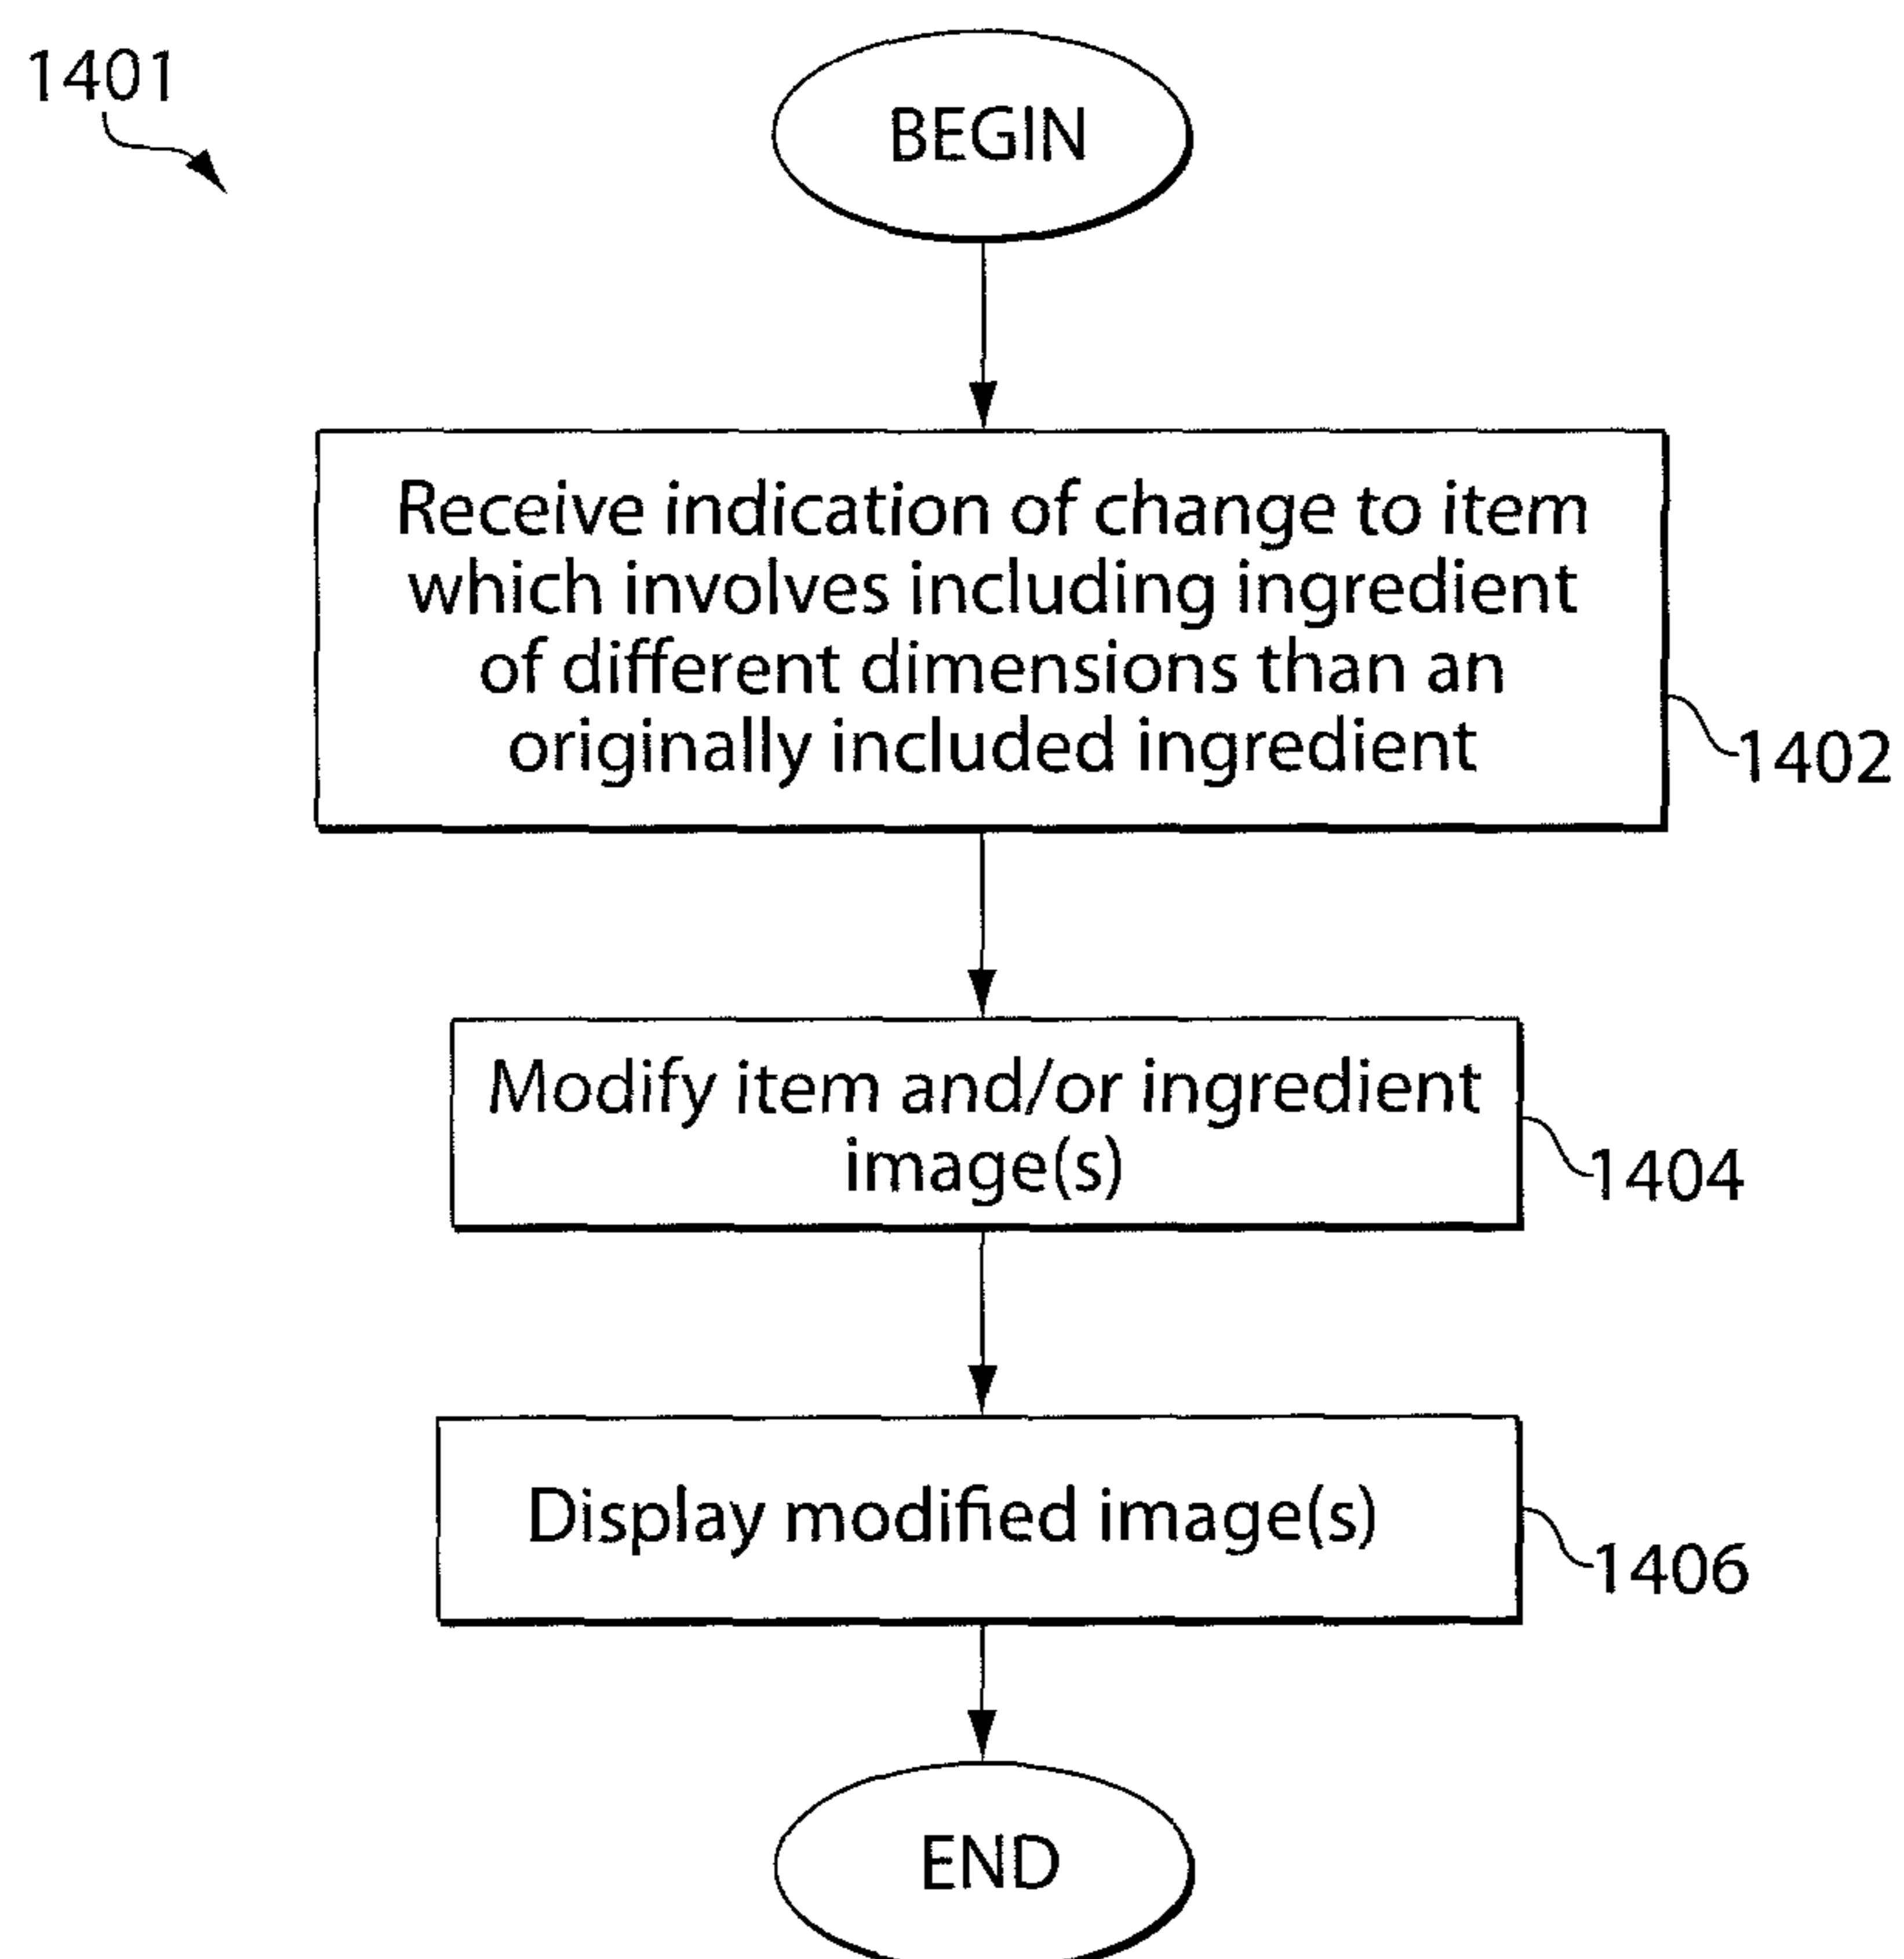 1401
BEGIN
Receive indication of change to item
which involves including ingredient
of different dimensions than an
originally included ingredient
1402
Modify item and/or ingredient
image(s)
1404
Display modified image(s)
1406
END